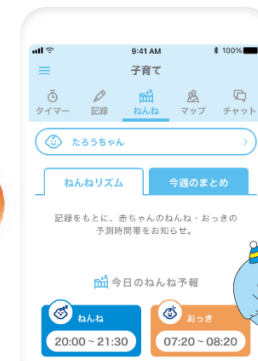 9:41 AM
100%
子育て
タイマー 記録 ねんね マップ チャット
たろうちゃん
ねんねリズム 今週のまとめ
記録をもとに、赤ちゃんのねんね・おっきの
予測時間帯をお知らせ。
今日のねんね予報
ねんね おっき
20:00 ~ 21:30 07:20 ~ 08:20